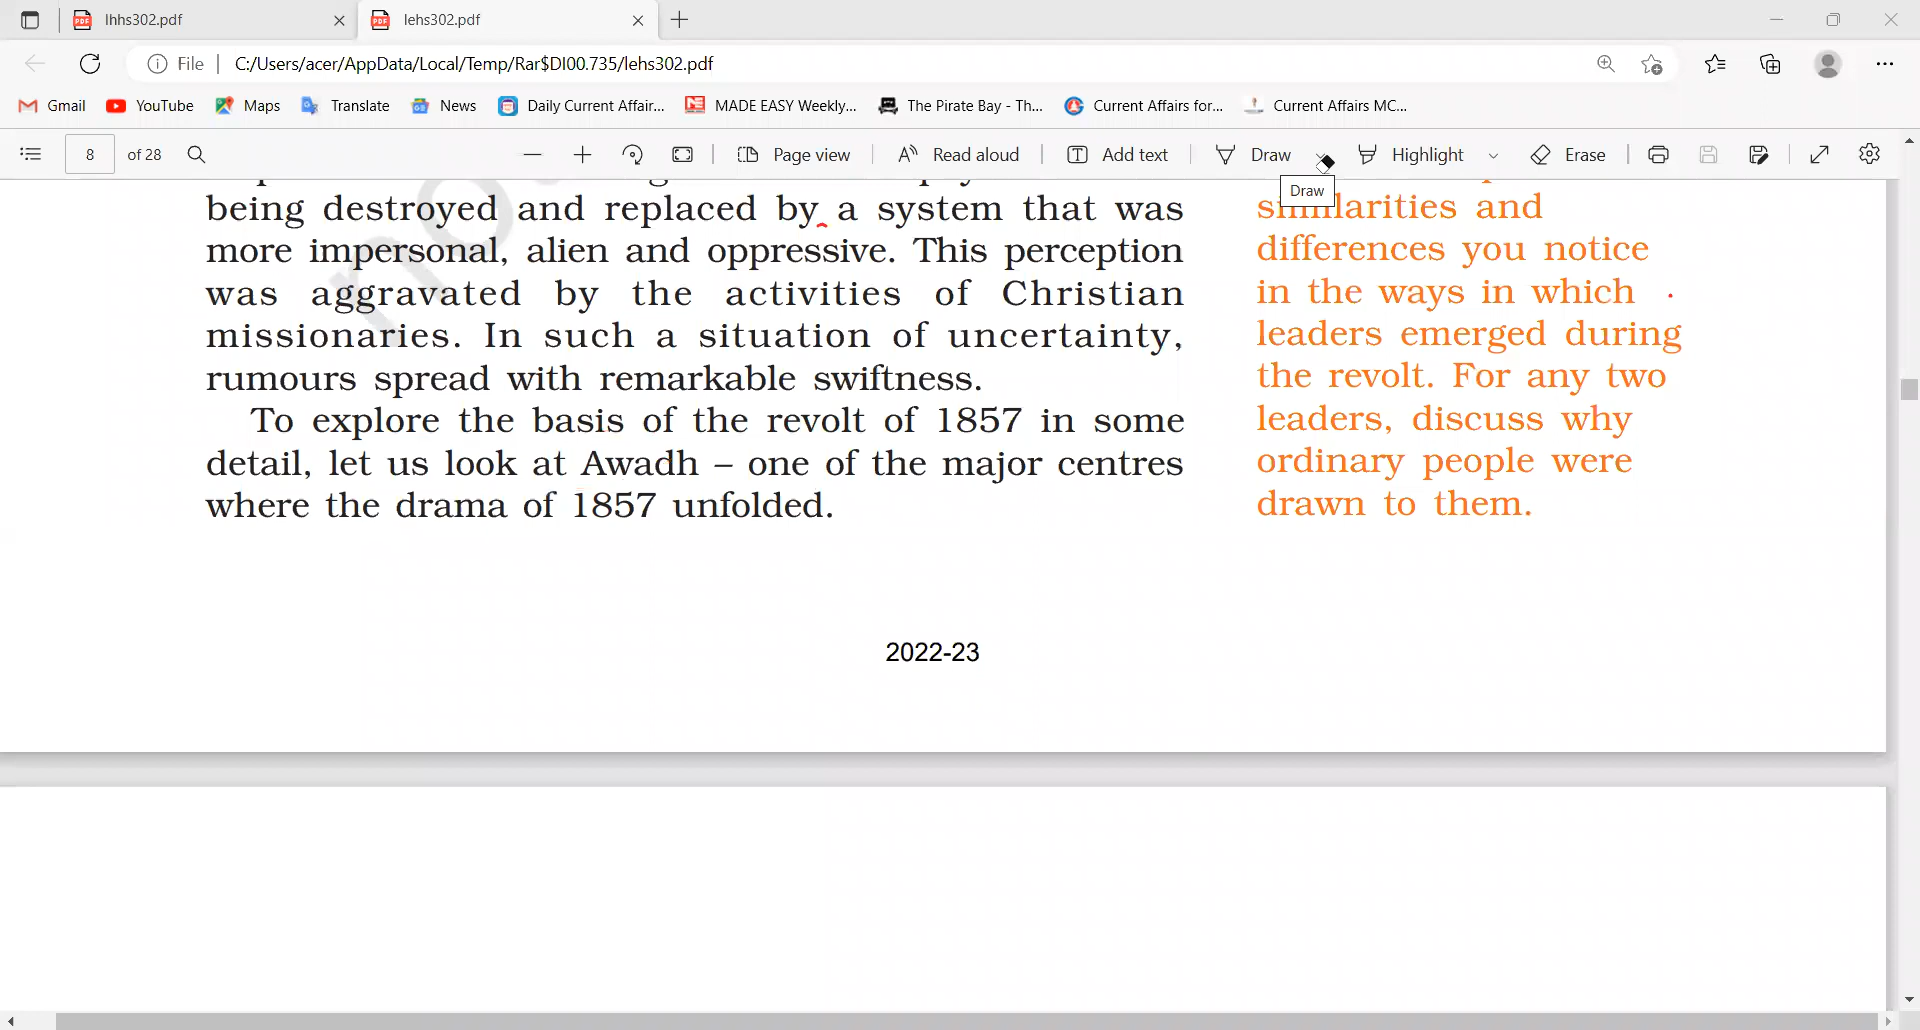 lhhs302.pdf
lehs302.pdf
File
C:/Users/acer/AppData/Local/Temp/Rar$DI00.735/lehs302.pdf
Gmail YouTube Maps Translate News Daily Current Affair... MADE EASY Weekly,... The Pirate Bay - Th... Current Affairs for... Current Affairs MC...
8 of 28 Page view Read aloud Add text Draw Highlight Erase
Draw
being destroyed and replaced by a system that was
more impersonal, alien and oppressive. This perception
was aggravated by the activities of Christian
missionaries. In such a situation of uncertainty,
rumours spread with remarkable swiftness.
To explore the basis of the revolt of 1857 in some
detail, let us look at Awadh – one of the major centres
where the drama of 1857 unfolded.
similarities and
differences you notice
in the ways in which
leaders emerged during
the revolt. For any two
leaders, discuss why
ordinary people were
drawn to them.
2022-23